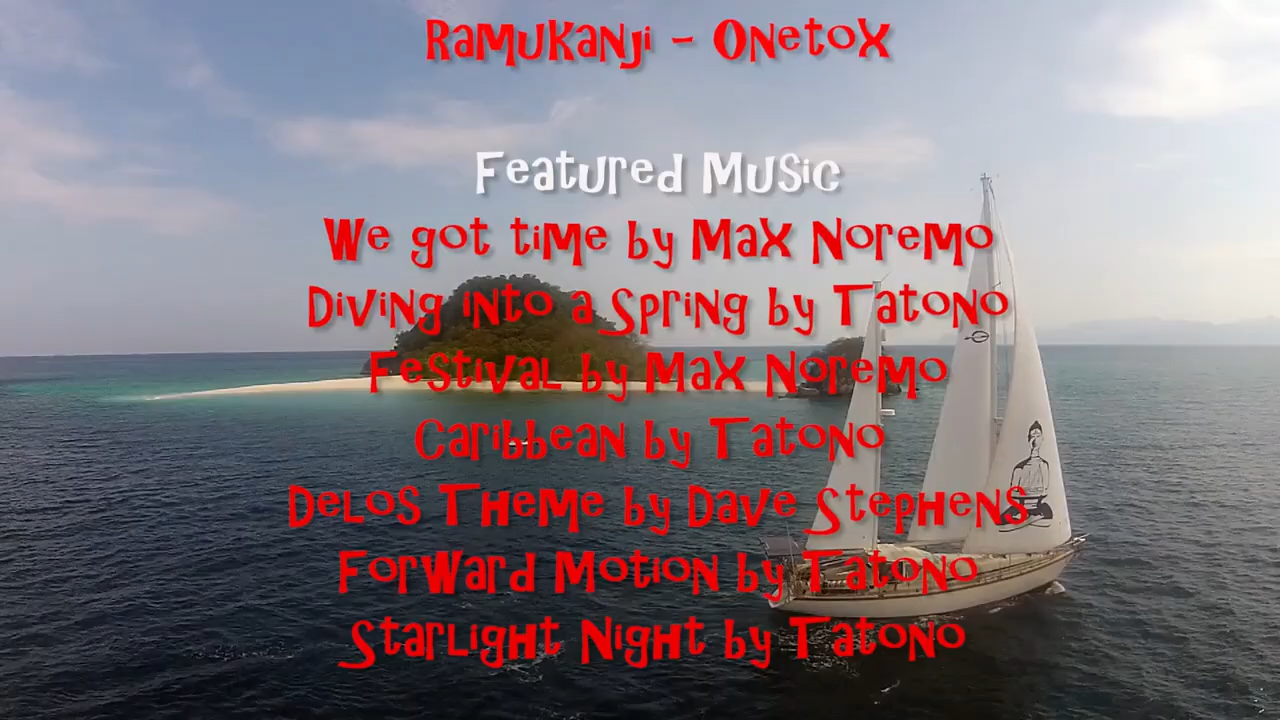 Ramukanji - Onetox
Featured Music
We got time by Max Noremo
Diving into a Spring by Tatono
Festival by Max Noremo
Caribbean by Tatono
Delos Theme by Dave Stephens
Forward Motion by Tatono
Starlight Night by Tatono